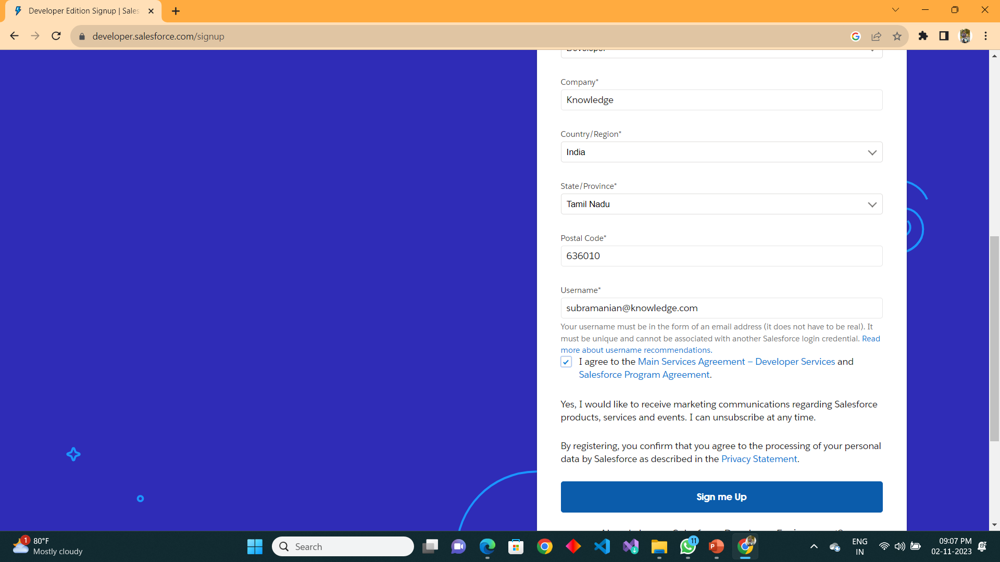 Developer Edition Signup | Sales
developer.salesforce.com/signup
Developer
Company*
Knowledge
Country/Region*
India
State/Province*
Tamil Nadu
Postal Code*
636010
Username*
subramanian@knowledge.com
Your username must be in the form of an email address (it does not have to be real). It
must be unique and cannot be associated with another Salesforce login credential. Read
more about username recommendations.
I agree to the Main Services Agreement – Developer Services and
Salesforce Program Agreement.
Yes, I would like to receive marketing communications regarding Salesforce
products, services and events. I can unsubscribe at any time.
By registering, you confirm that you agree to the processing of your personal
data by Salesforce as described in the Privacy Statement.
Sign me Up
1
80°F
Mostly cloudy
Search
11
ENG
IN
09:07 PM
02-11-2023